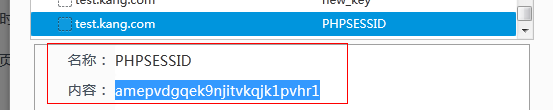 test.kang.com new_key
test.kang.com PHPSESSID
名称： PHPSESSID
内容： amepvdgqek9njitvkqjk1pvhr1